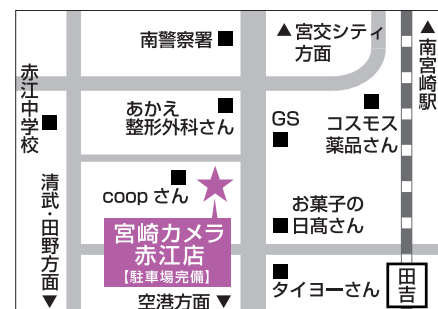 南警察署
▲宮交シティ
方面
▲南宮崎駅
赤江中学校
あかえ
整形外科さん
GS
コスモス
薬品さん
coop さん
お菓子の
日髙さん
清武・田野方面▼
宮崎カメラ
赤江店
【駐車場完備】
空港方面▼
タイヨーさん
田吉